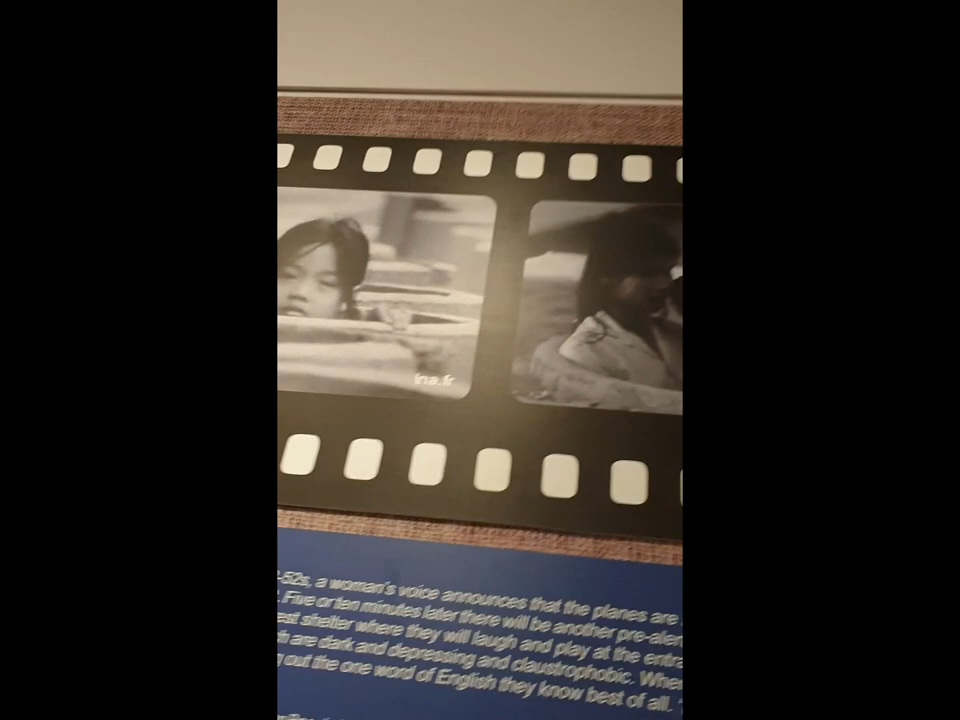 ina.fr
-52s, a woman's voice announces that the planes are
. Five or ten minutes later there will be another pre-aler
est shelter where they will laugh and play at the entra
h are dark and depressing and claustrophobic. Whe
g out the one word of English they know best of all. '